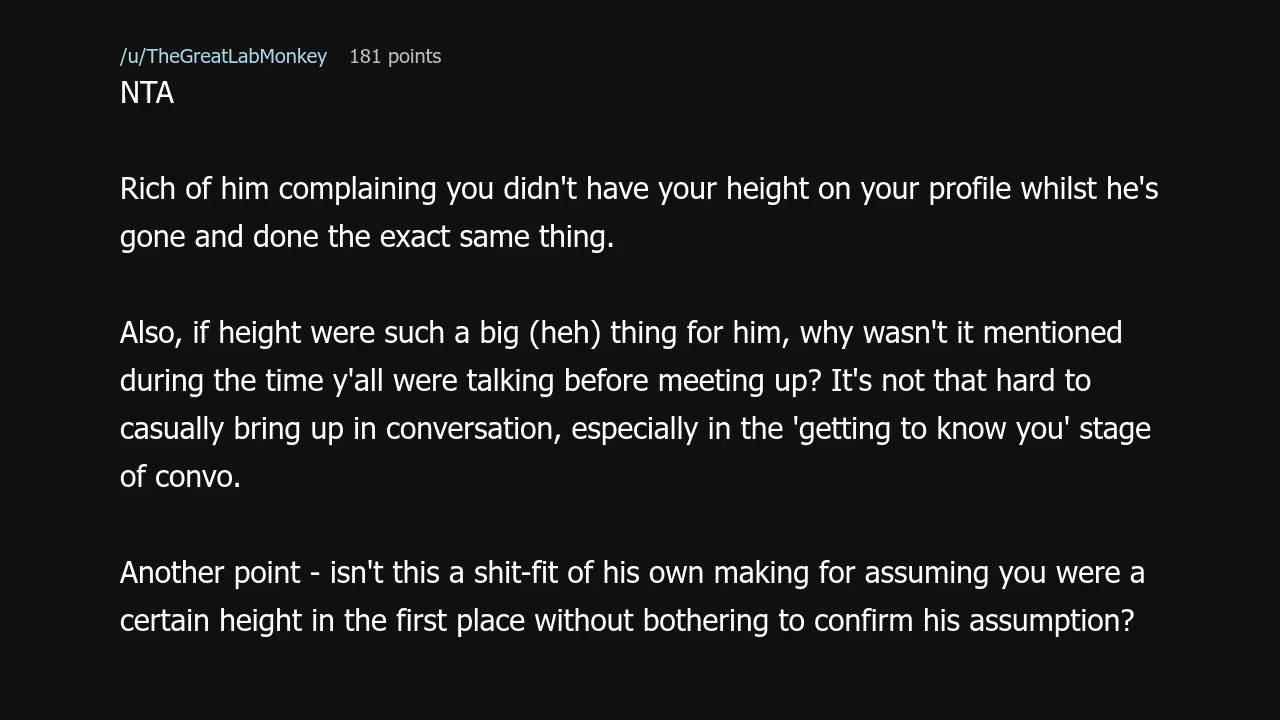 /u/TheGreatLabMonkey 181 points
NTA
Rich of him complaining you didn't have your height on your profile whilst he's
gone and done the exact same thing.
Also, if height were such a big (heh) thing for him, why wasn't it mentioned
during the time y'all were talking before meeting up? It's not that hard to
casually bring up in conversation, especially in the 'getting to know you' stage
of convo.
Another point - isn't this a shit-fit of his own making for assuming you were a
certain height in the first place without bothering to confirm his assumption?